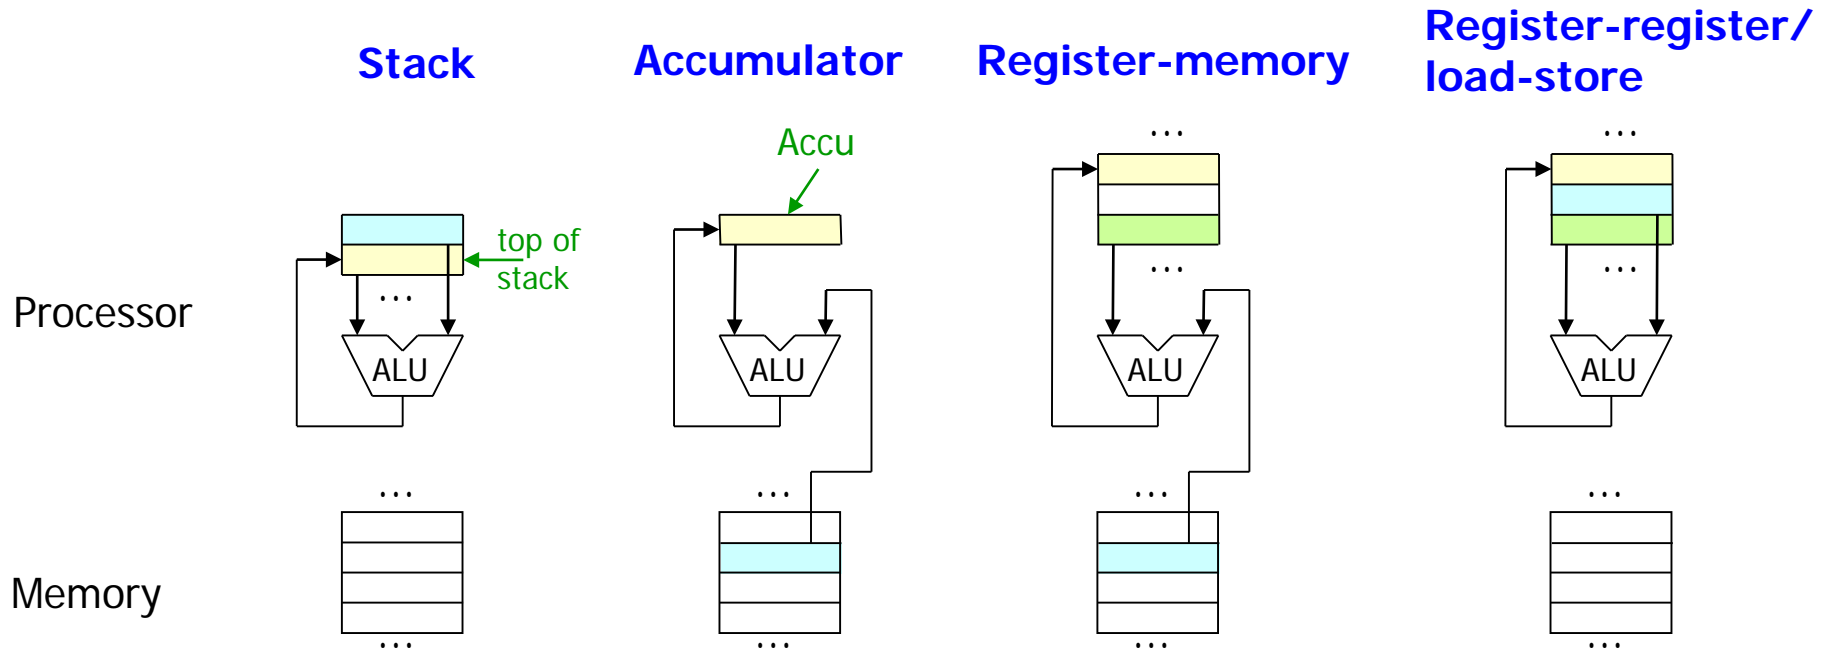 Stack
Accumulator
Register-memory
Register-register/
load-store
...
...
Accu
top of
stack
...
...
...
Processor
ALU
ALU
ALU
ALU
...
...
...
...
Memory
...
...
...
...